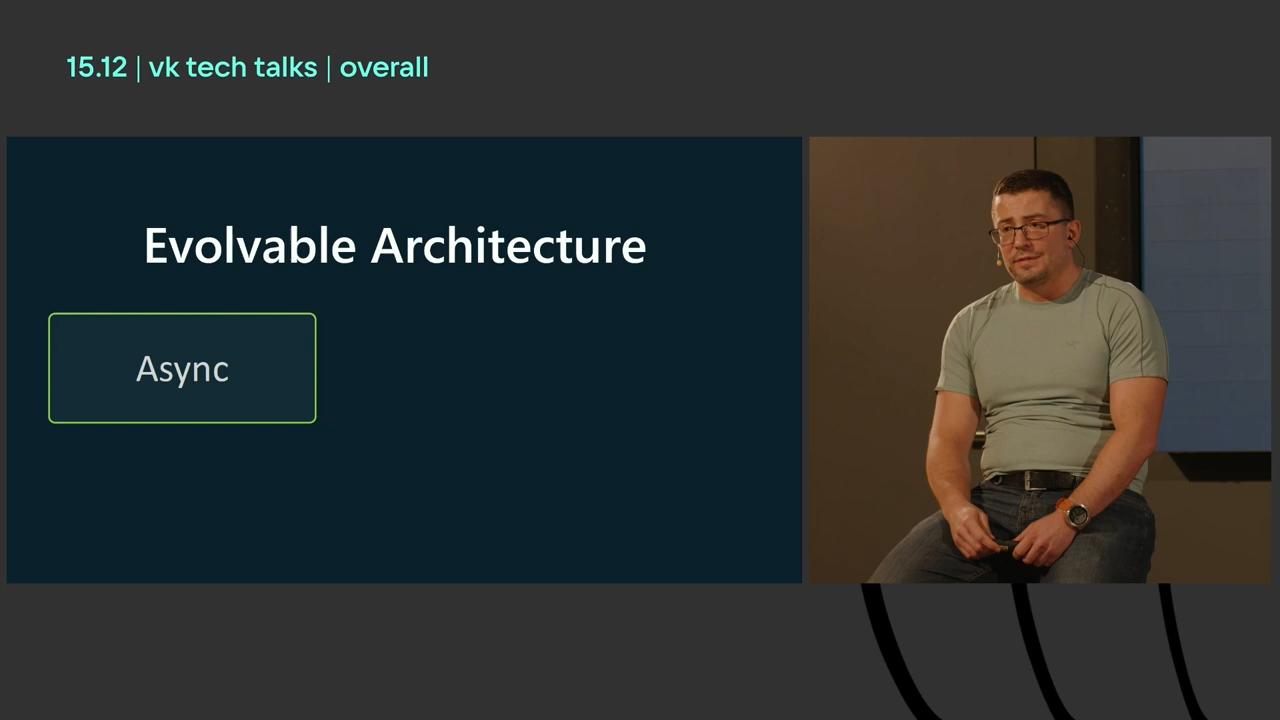 15.12 | vk tech talks | overall
Evolvable Architecture
Async